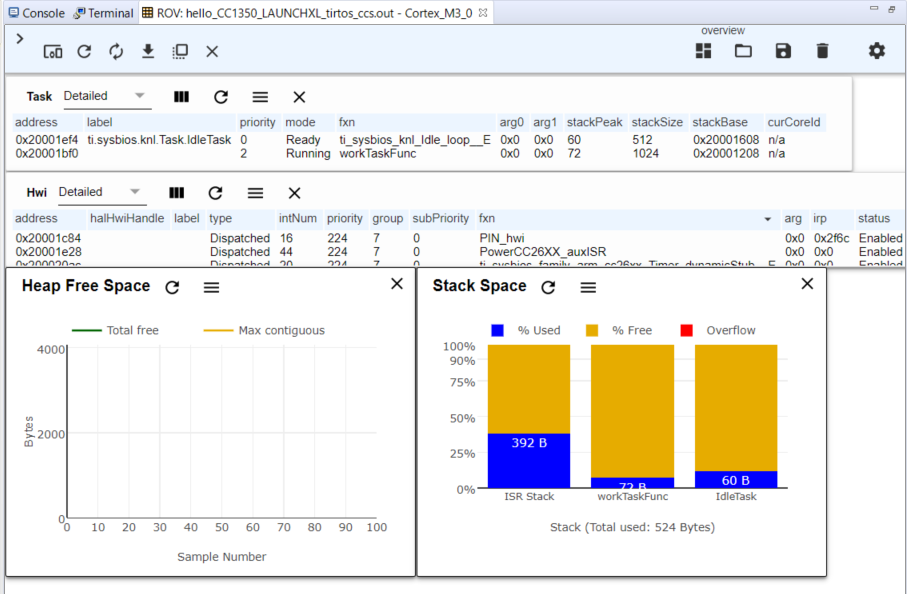 Console Terminal ROV: hello_CC1350_LAUNCHXL_tirtos_ccs.out - Cortex_M3_0
overview
Task Detailed
address label priority mode fxn arg0 arg1 stackPeak stackSize stackBase curCoreId
0x20001ef4 ti.sysbios.knl.Task.IdleTask 0 Ready ti_sysbios_knl_Idle_loop__E 0x0 0x0 60 512 0x20001608 n/a
0x20001bf0 2 Running workTaskFunc 0x0 0x0 72 1024 0x20001208 n/a
Hwi Detailed
address halHwiHandle label type intNum priority group subPriority fxn arg irp status
0x20001c84 Dispatched 16 224 7 0 PIN_hwi 0x0 0x2f6c Enabled
0x20001e28 Dispatched 44 224 7 0 PowerCC26XX_auxISR 0x0 0x0 Enabled
0x200020ac Dispatched 20 224 7 0 ti_sysbios_family_arm_cc26xx_Timer_dynamicStub__E 0x0 0x0 Enabled
Heap Free Space
Total free Max contiguous
4000
2000
0
Bytes
0 10 20 30 40 50 60 70 80 90 100
Sample Number
Stack Space
% Used % Free Overflow
100%
90%
75%
50%
25%
0%
392 B
72 B
60 B
ISR Stack workTaskFunc IdleTask
Stack (Total used: 524 Bytes)